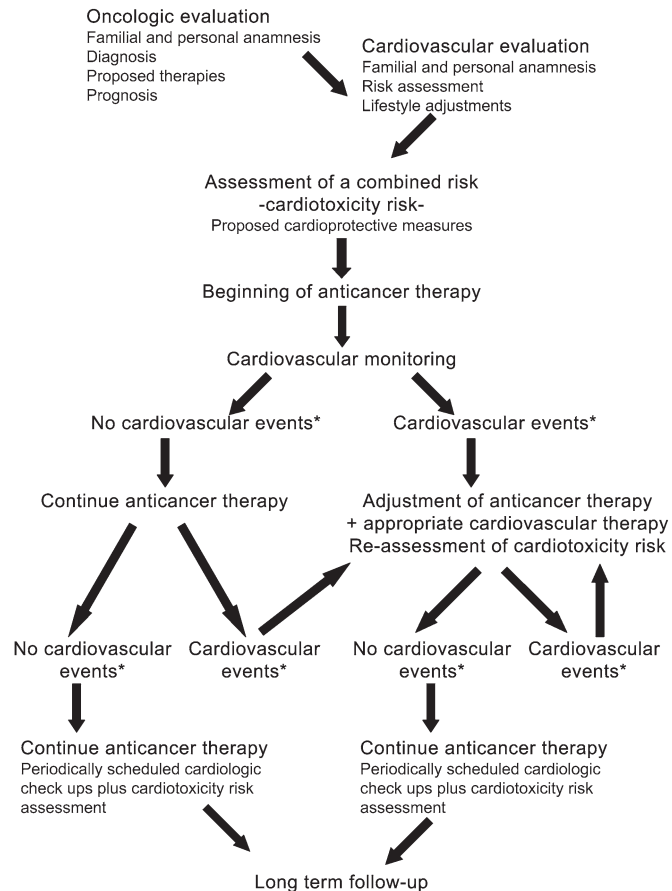 Oncologic evaluation
Familial and personal anamnesis
Diagnosis
Proposed therapies
Prognosis
Cardiovascular evaluation
Familial and personal anamnesis
Risk assessment
Lifestyle adjustments
Assessment of a combined risk
-cardiotoxicity risk-
Proposed cardioprotective measures
Beginning of anticancer therapy
Cardiovascular monitoring
No cardiovascular events*
Cardiovascular events*
Continue anticancer therapy
Adjustment of anticancer therapy
+ appropriate cardiovascular therapy
Re-assessment of cardiotoxicity risk
No cardiovascular
events*
Cardiovascular
events*
No cardiovascular
events*
Cardiovascular
events*
Continue anticancer therapy
Periodically scheduled cardiologic
check ups plus cardiotoxicity risk
assessment
Continue anticancer therapy
Periodically scheduled cardiologic
check ups plus cardiotoxicity risk
assessment
Long term follow-up